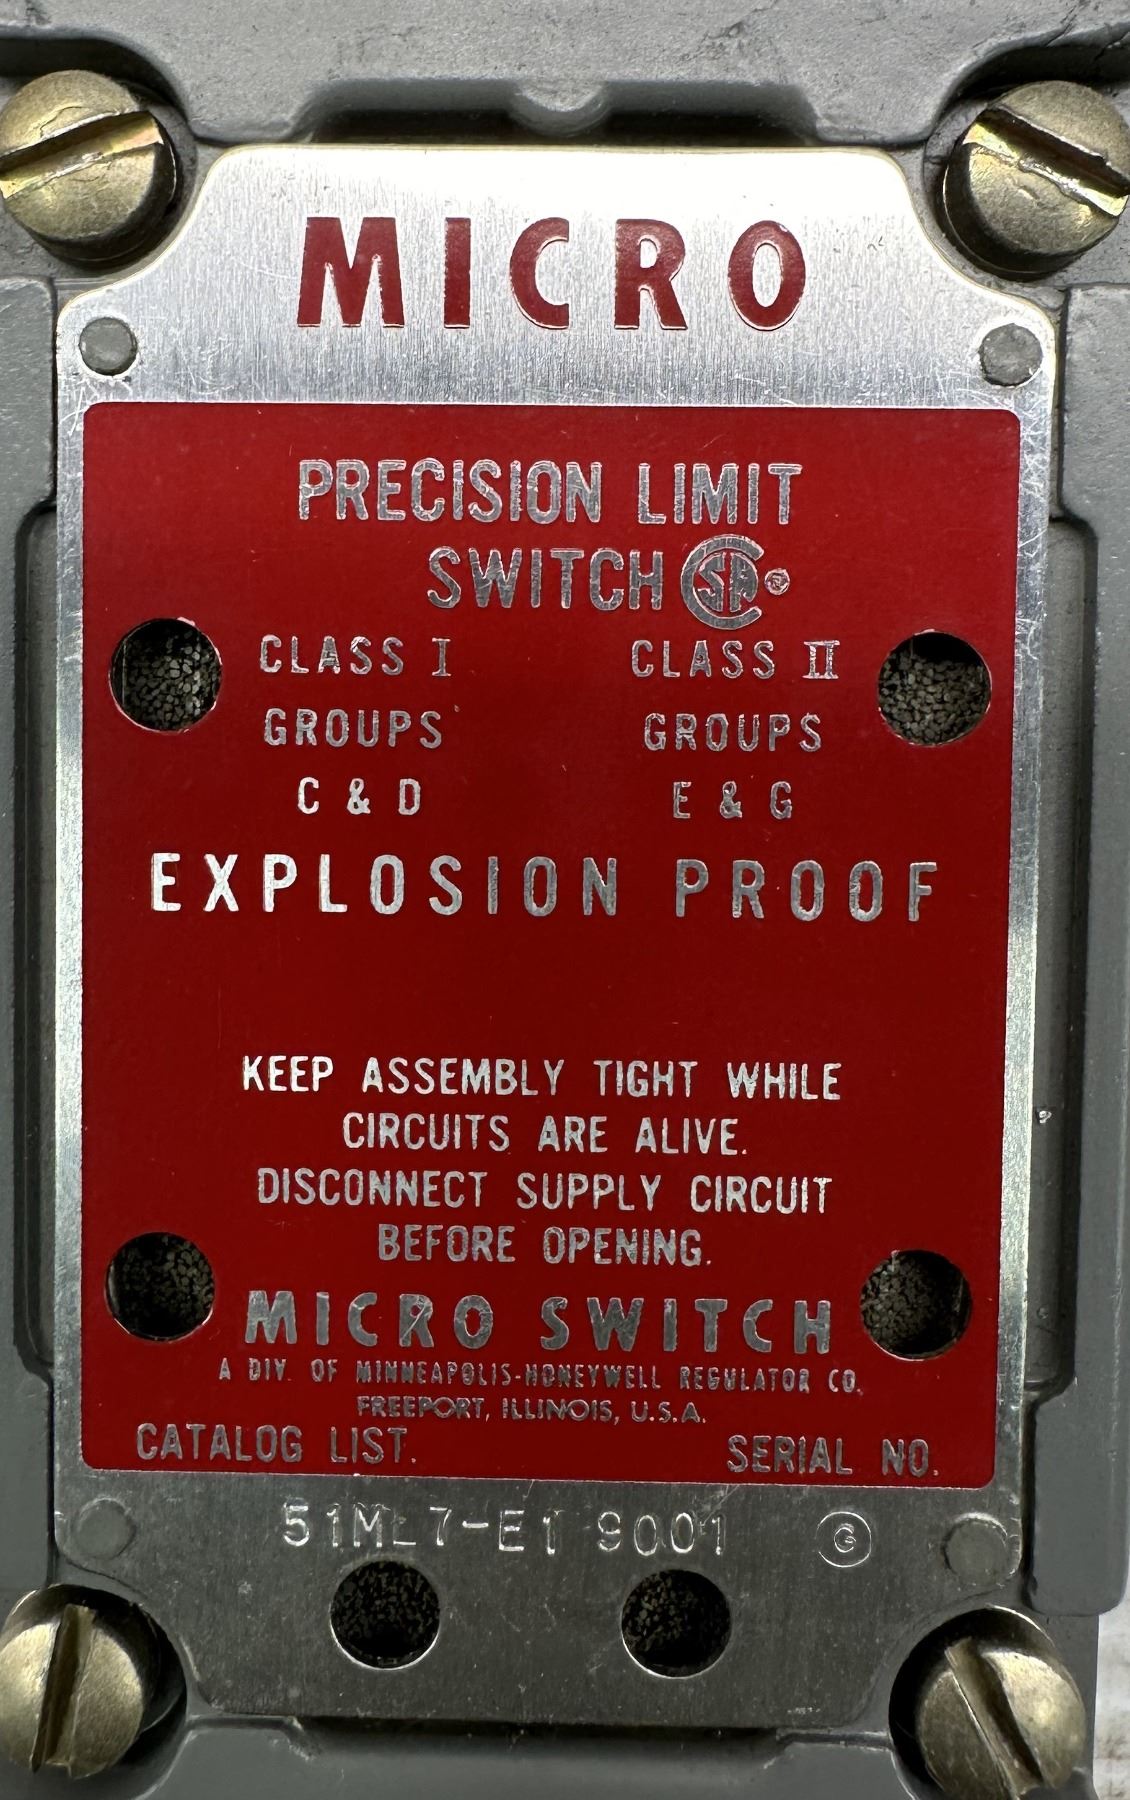 MICRO
PRECISION LIMIT
SWITCH CSA ®
CLASS I CLASS II
GROUPS GROUPS
C & D E & G
EXPLOSION PROOF
KEEP ASSEMBLY TIGHT WHILE
CIRCUITS ARE ALIVE.
DISCONNECT SUPPLY CIRCUIT
BEFORE OPENING.
MICRO SWITCH
A DIV. OF MINNEAPOLIS-HONEYWELL REGULATOR CO.
FREEPORT, ILLINOIS, U.S.A.
CATALOG LIST. SERIAL NO.
51ML7-E1 9001 G